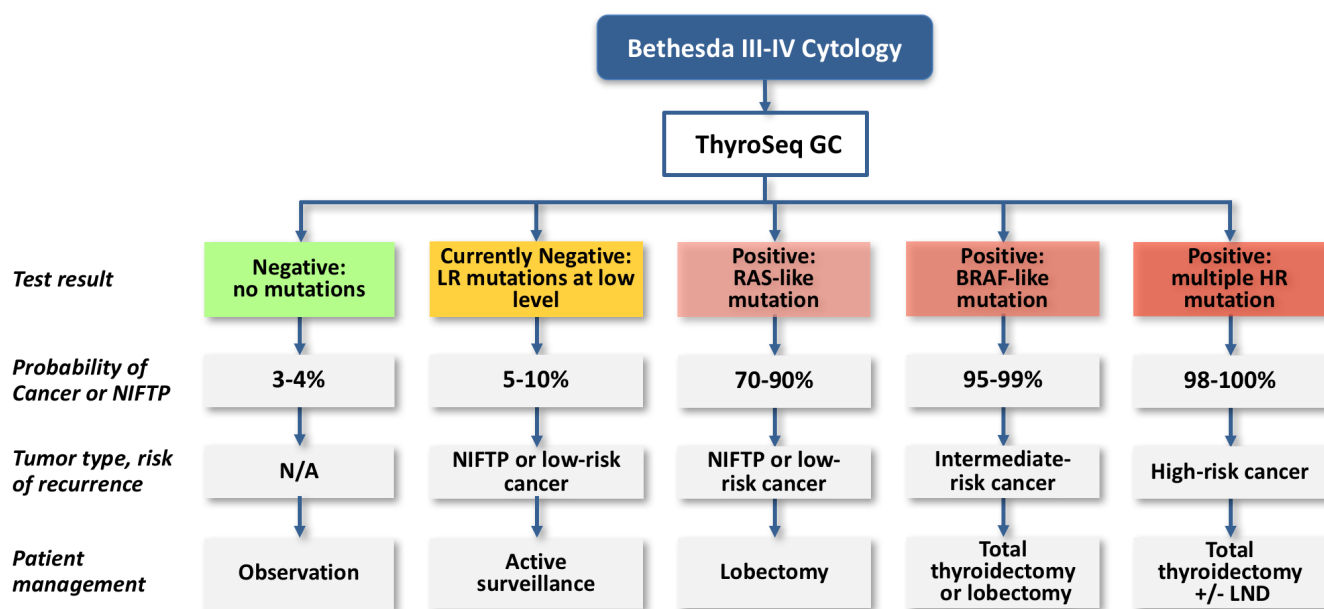 Bethesda III-IV Cytology
ThyroSeq GC
Test result
Negative:
no mutations
Currently Negative:
LR mutations at low
level
Positive:
RAS-like
mutation
Positive:
BRAF-like
mutation
Positive:
multiple HR
mutation
Probability of
Cancer or NIFTP
3-4%
5-10%
70-90%
95-99%
98-100%
Tumor type, risk
of recurrence
N/A
NIFTP or low-risk
cancer
NIFTP or low-
risk cancer
Intermediate-
risk cancer
High-risk cancer
Patient
management
Observation
Active
surveillance
Lobectomy
Total
thyroidectomy
or lobectomy
Total
thyroidectomy
+/- LND